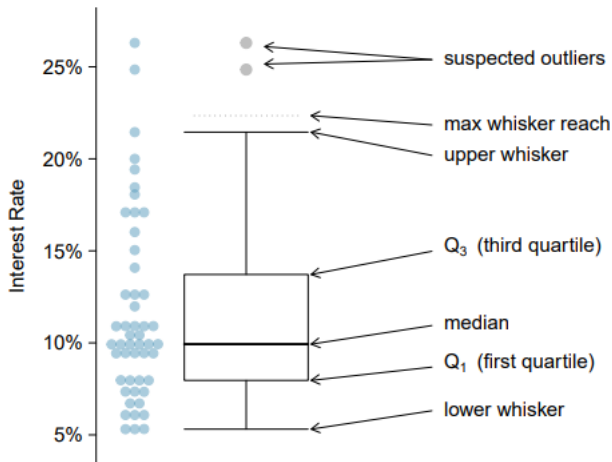 Interest Rate
25%
20%
15%
10%
5%
suspected outliers
max whisker reach
upper whisker
Q₃ (third quartile)
median
Q₁ (first quartile)
lower whisker